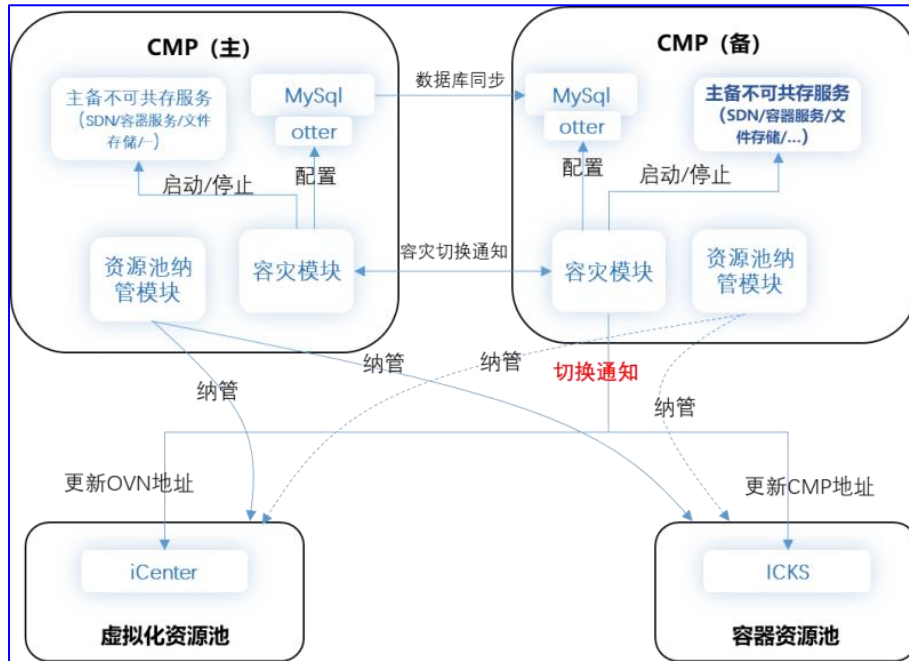 CMP（主）
主备不可共存服务
（SDN/容器服务/文件
存储/…）
MySql
otter
启动/停止
配置
资源池纳
管模块
容灾模块
数据库同步
容灾切换通知
CMP（备）
MySql
otter
主备不可共存服务
（SDN/容器服务/文
件存储/…）
配置
启动/停止
容灾模块
资源池纳
管模块
纳管
纳管
纳管
切换通知
纳管
更新OVN地址
更新CMP地址
iCenter
虚拟化资源池
ICKS
容器资源池